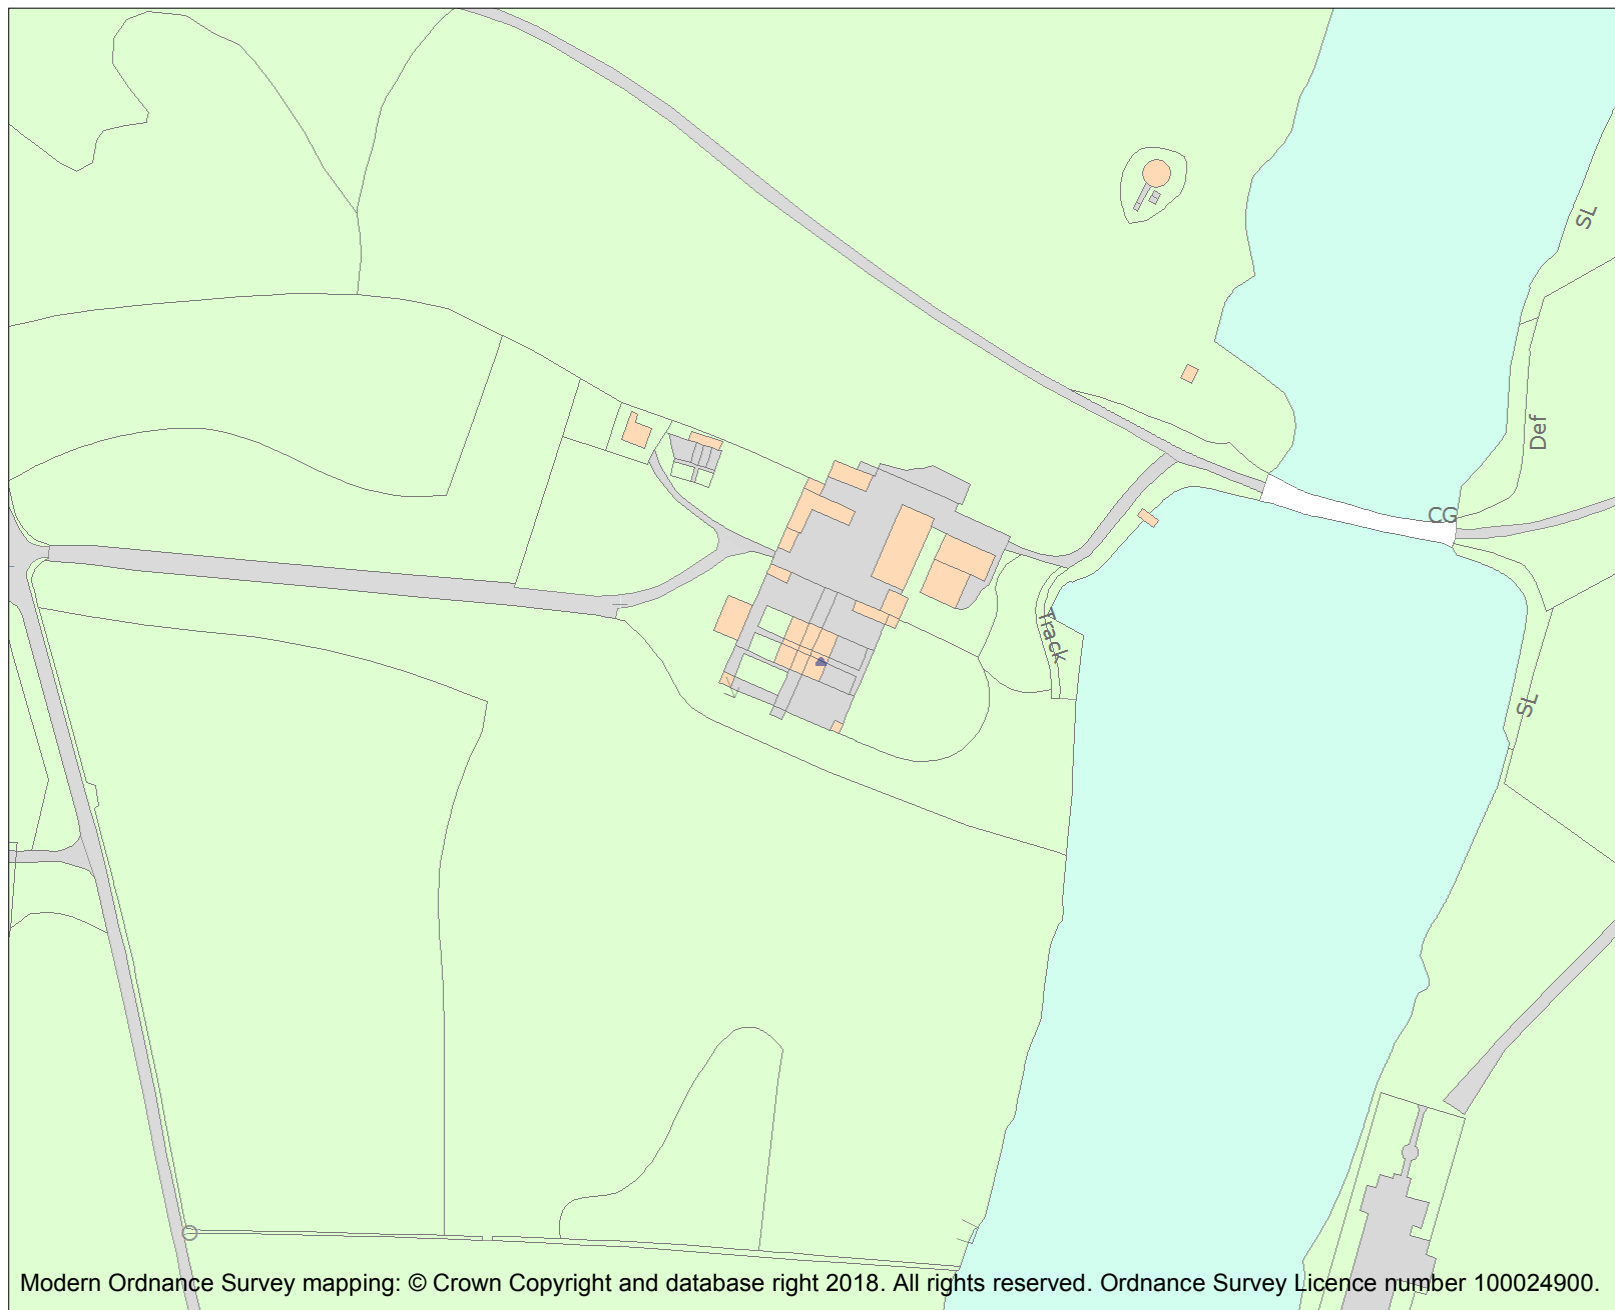 SL
Def
CG
Track
SL
Modern Ordnance Survey mapping: © Crown Copyright and database right 2018. All rights reserved. Ordnance Survey Licence number 100024900.